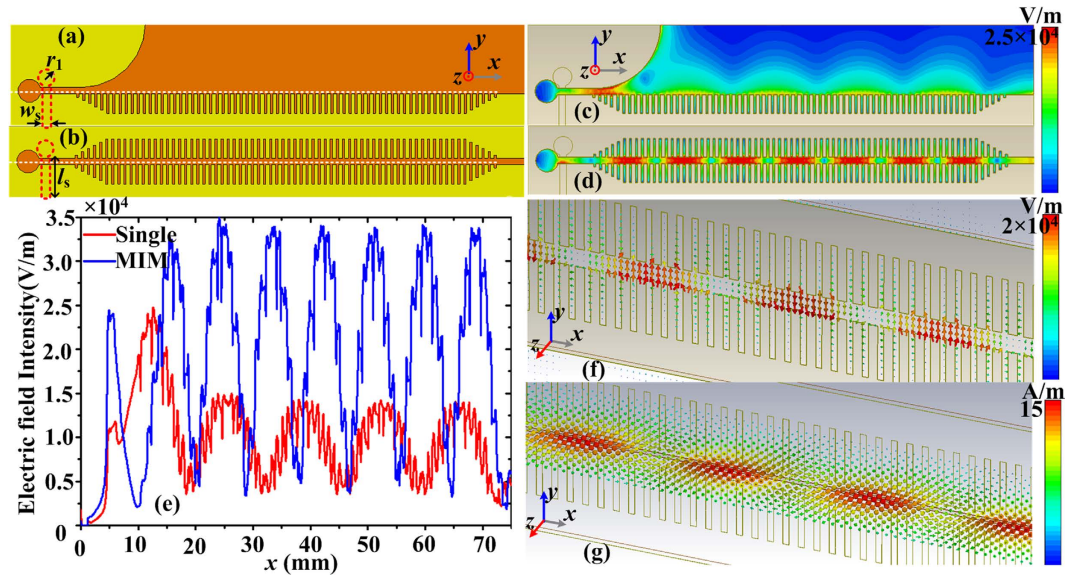 (a)
r1
y
x
z
ws
(b)
ls
V/m
2.5×10⁴
y
x
z
(c)
(d)
×10⁴
3.5
3.0
2.5
2.0
1.5
1.0
0.5
0
Electric field Intensity(V/m)
Single
MIM
(e)
0 10 20 30 40 50 60 70
x (mm)
V/m
2×10⁴
y
x
z
(f)
A/m
15
y
x
z
(g)